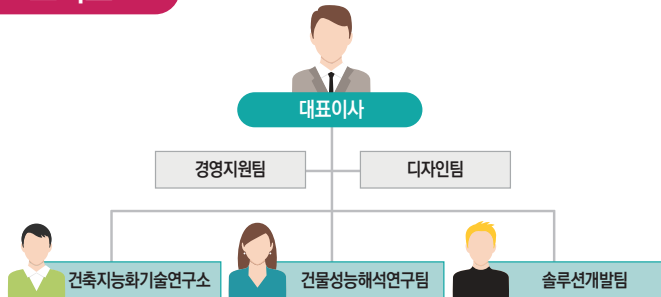 대표이사
경영지원팀
디자인팀
건축지능화기술연구소
건물성능해석연구팀
솔루션개발팀